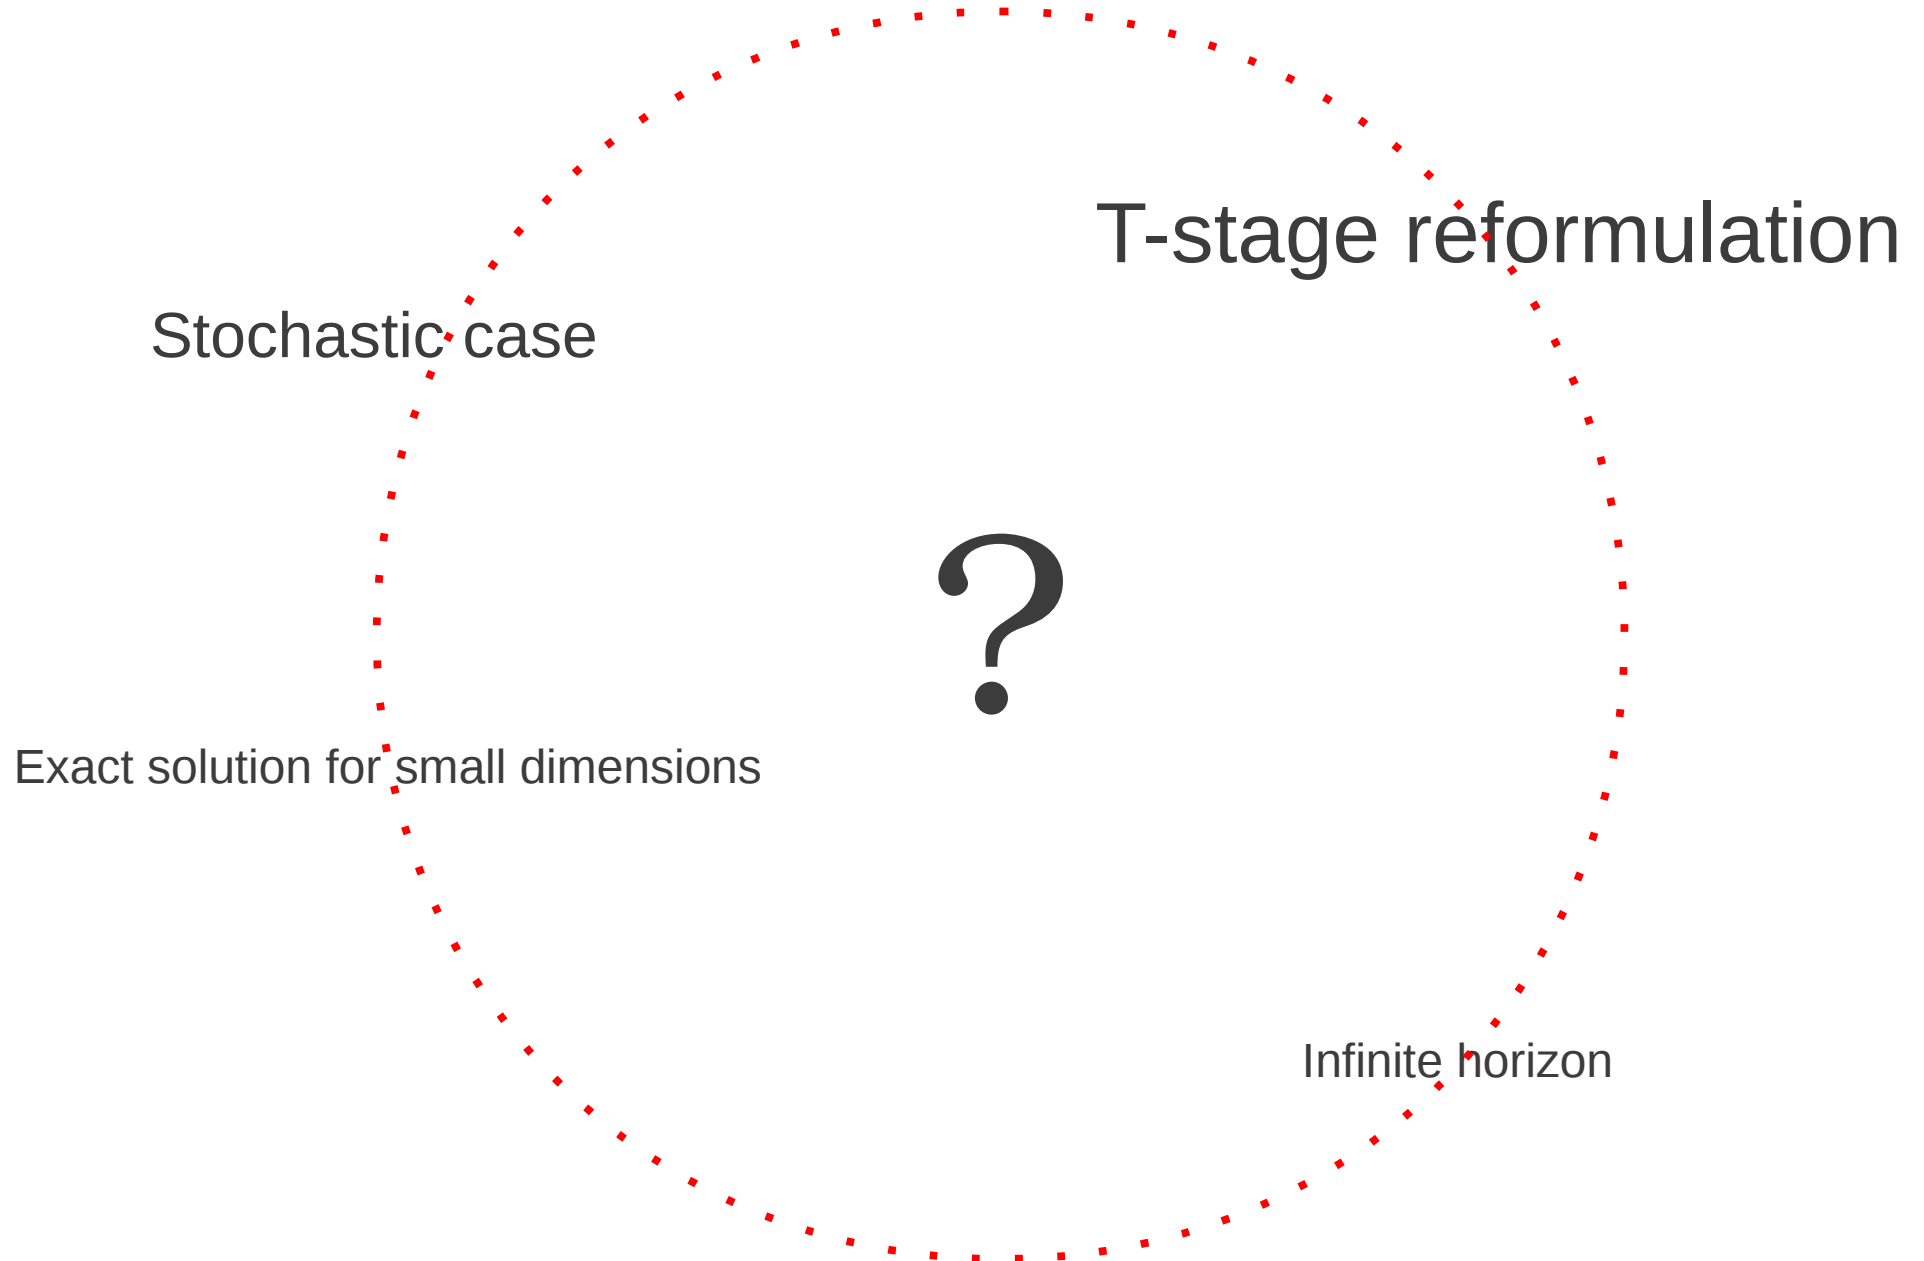 T-stage reformulation
Stochastic case
?
Exact solution for small dimensions
Infinite horizon